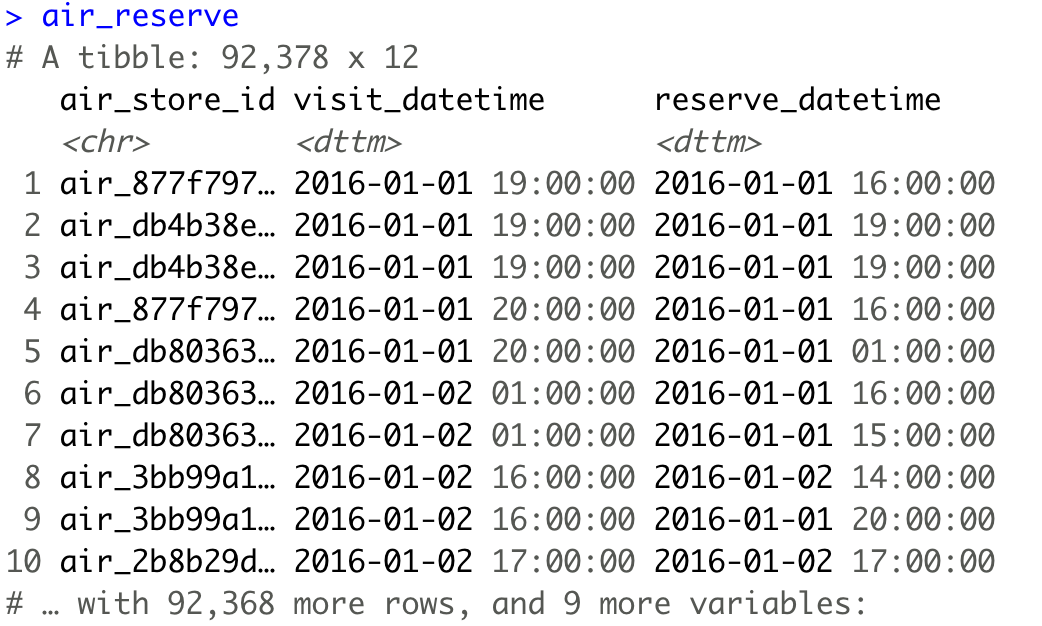 > air_reserve
# A tibble: 92,378 x 12
air_store_id visit_datetime reserve_datetime
<chr> <dttm> <dttm>
1 air_877f797… 2016-01-01 19:00:00 2016-01-01 16:00:00
2 air_db4b38e… 2016-01-01 19:00:00 2016-01-01 19:00:00
3 air_db4b38e… 2016-01-01 19:00:00 2016-01-01 19:00:00
4 air_877f797… 2016-01-01 20:00:00 2016-01-01 16:00:00
5 air_db80363… 2016-01-01 20:00:00 2016-01-01 01:00:00
6 air_db80363… 2016-01-02 01:00:00 2016-01-01 16:00:00
7 air_db80363… 2016-01-02 01:00:00 2016-01-01 15:00:00
8 air_3bb99a1… 2016-01-02 16:00:00 2016-01-02 14:00:00
9 air_3bb99a1… 2016-01-02 16:00:00 2016-01-01 20:00:00
10 air_2b8b29d… 2016-01-02 17:00:00 2016-01-02 17:00:00
# … with 92,368 more rows, and 9 more variables: